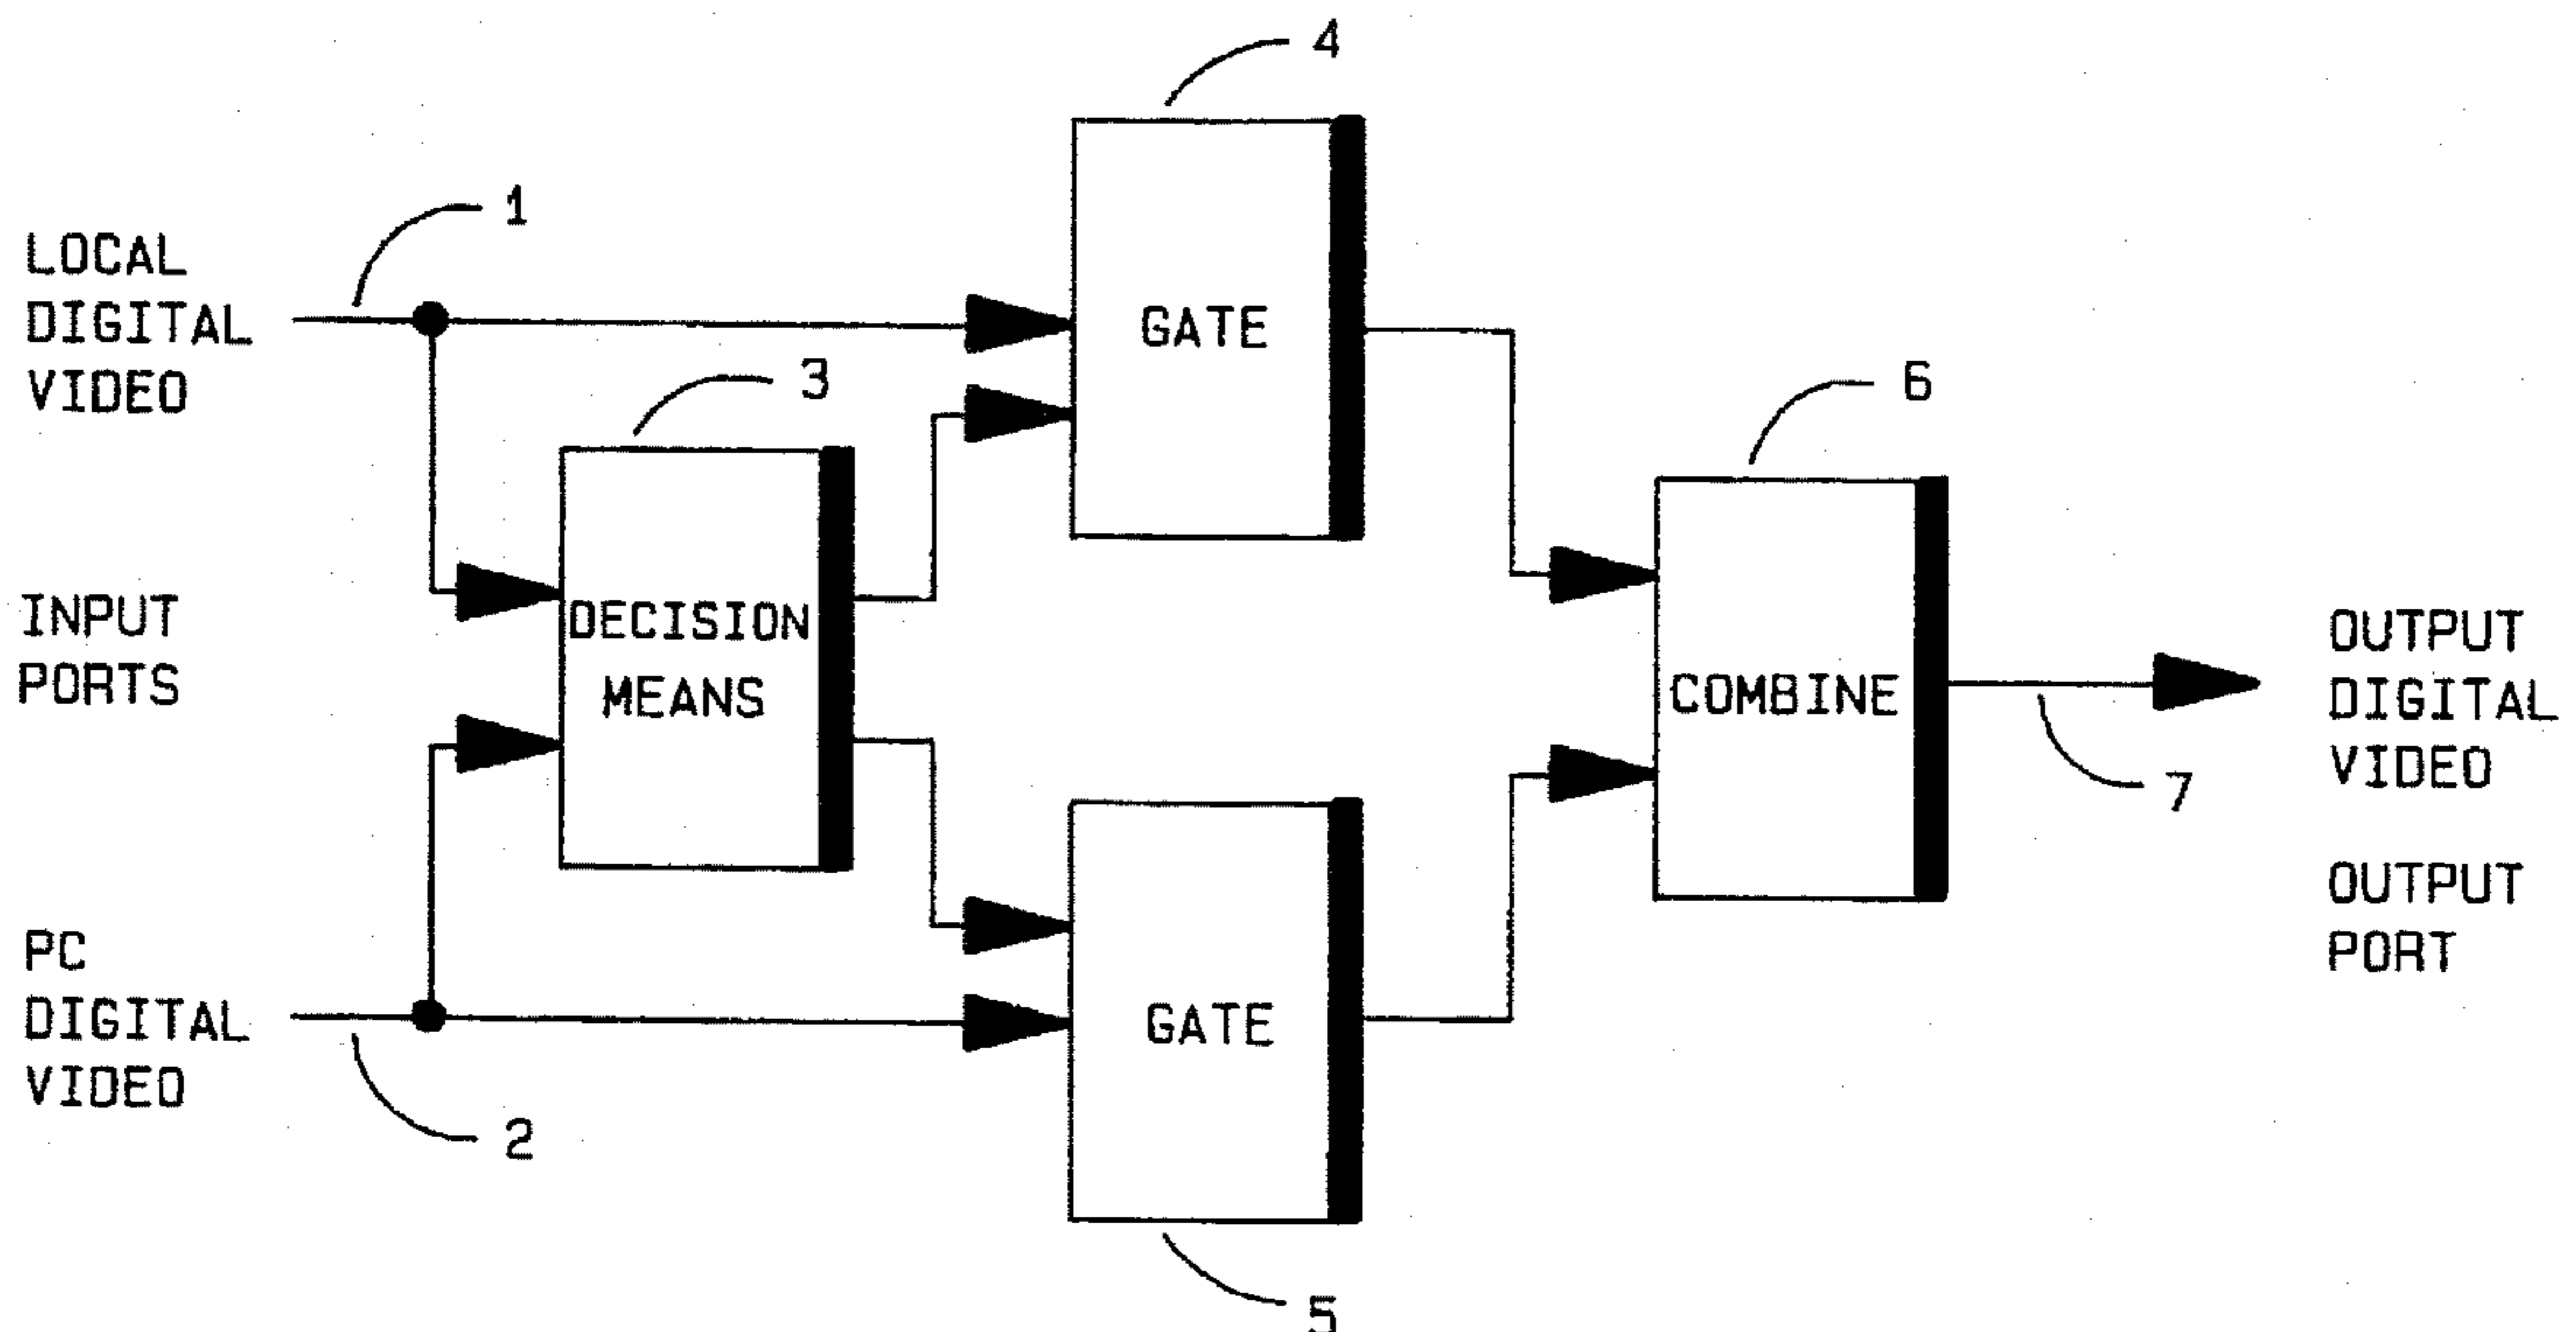 4
1
LOCAL
DIGITAL
VIDEO
GATE
3
6
INPUT
PORTS
DECISION
MEANS
COMBINE
OUTPUT
DIGITAL
VIDEO
7
OUTPUT
PORT
PC
DIGITAL
VIDEO
GATE
2
5